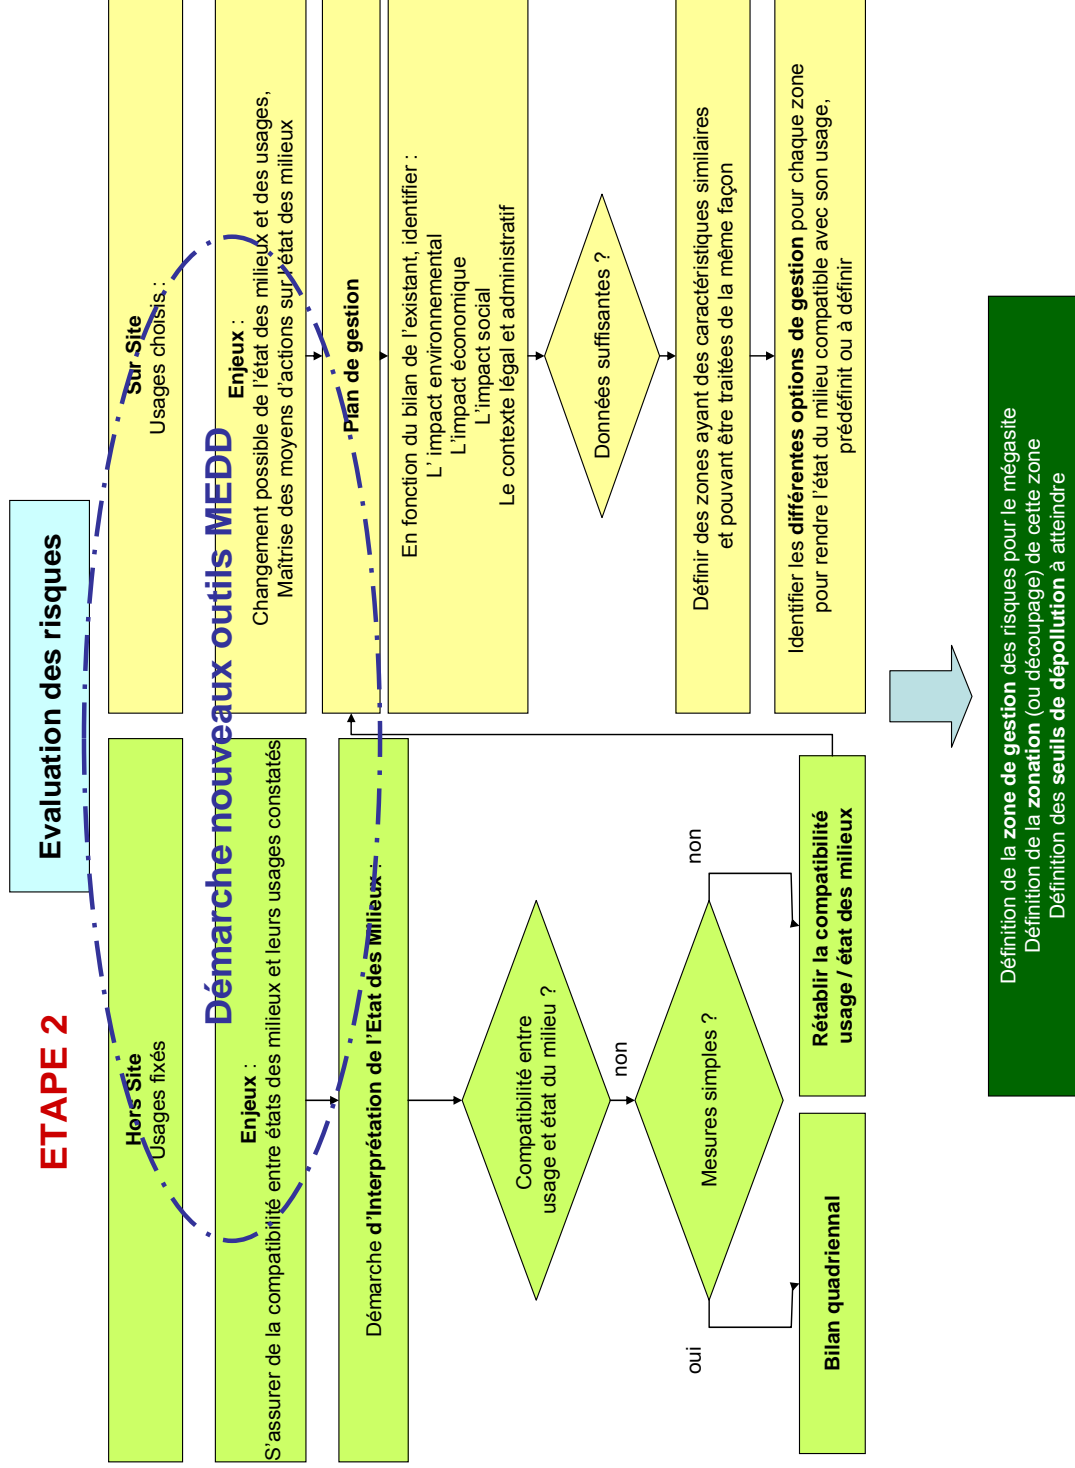 ETAPE 2
Evaluation des risques
Démarche nouveaux outils MEDD
Hors Site
Usages fixés
Enjeux :
S'assurer de la compatibilité entre états des milieux et leurs usages constatés
Démarche d'Interprétation de l'Etat des Milieux :
Compatibilité entre
usage et état du milieu ?
non
Mesures simples ?
oui
non
Bilan quadriennal
Rétablir la compatibilité
usage / état des milieux
Sur Site
Usages choisis :
Enjeux :
Changement possible de l'état des milieux et des usages,
Maîtrise des moyens d'actions sur l'état des milieux
Plan de gestion
En fonction du bilan de l'existant, identifier :
L' impact environnemental
L'impact économique
L'impact social
Le contexte légal et administratif
Données suffisantes ?
Définir des zones ayant des caractéristiques similaires
et pouvant être traitées de la même façon
Identifier les différentes options de gestion pour chaque zone
pour rendre l'état du milieu compatible avec son usage,
prédéfinit ou à définir
Définition de la zone de gestion des risques pour le mégasite
Définition de la zonation (ou découpage) de cette zone
Définition des seuils de dépollution à atteindre